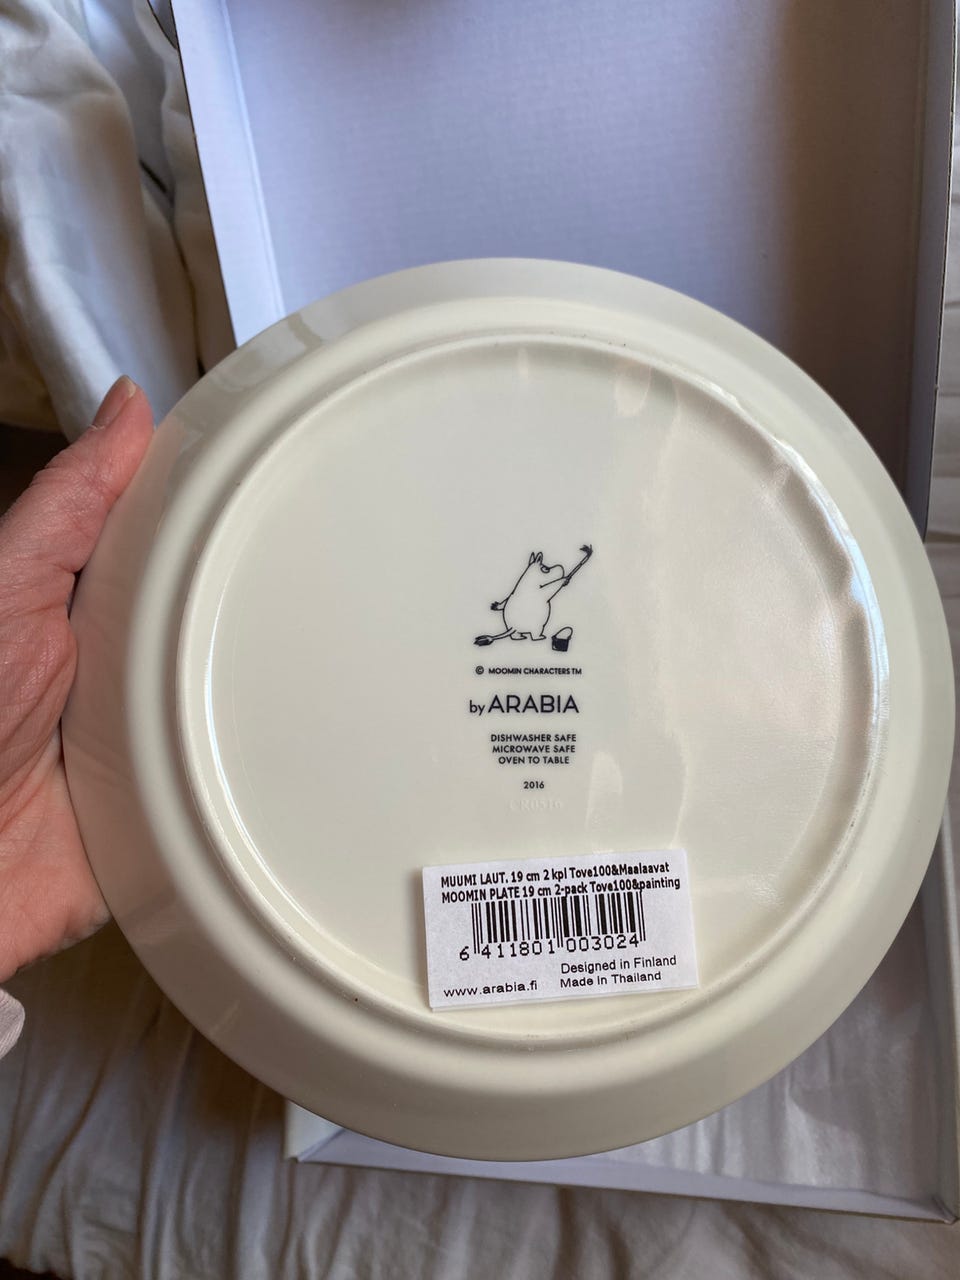 © MOOMIN CHARACTERS TM
by ARABIA
DISHWASHER SAFE
MICROWAVE SAFE
OVEN TO TABLE
2016
MUUMI LAUT. 19 cm 2 kpl Tove100&Maalaavat
MOOMIN PLATE 19 cm 2-pack Tove100&painting
6 411801 003024
Designed in Finland
www.arabia.fi Made in Thailand